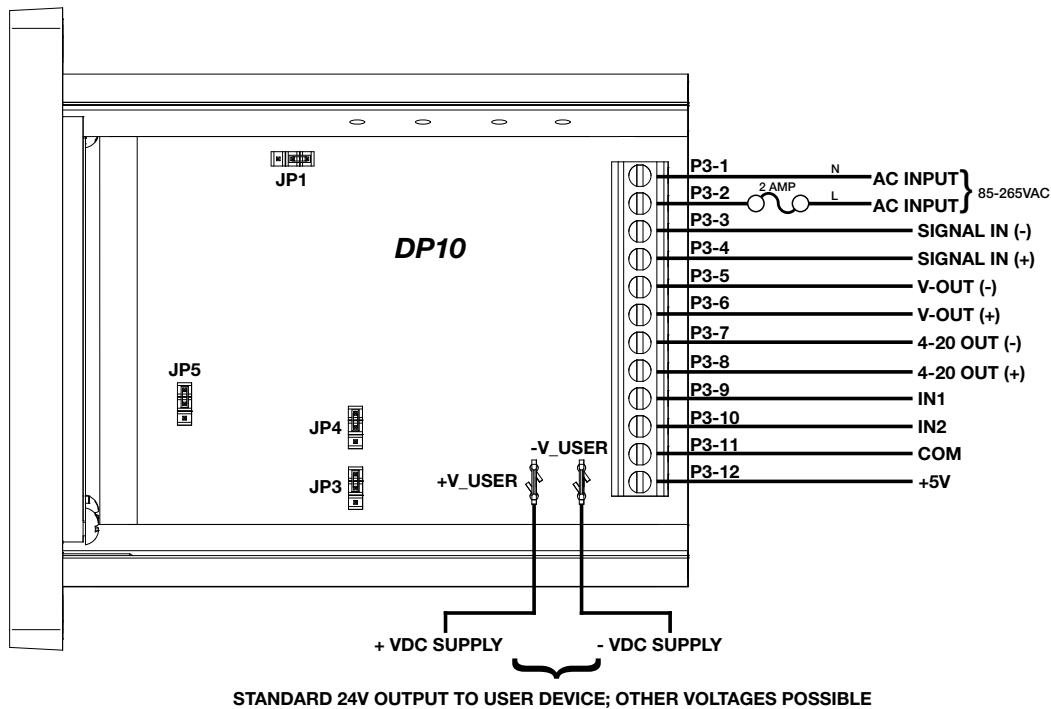 JP1
DP10
JP5
JP4
JP3
-V_USER
+V_USER
P3-1 N AC INPUT
P3-2 2 AMP L AC INPUT
85-265VAC
P3-3 SIGNAL IN (-)
P3-4 SIGNAL IN (+)
P3-5 V-OUT (-)
P3-6 V-OUT (+)
P3-7 4-20 OUT (-)
P3-8 4-20 OUT (+)
P3-9 IN1
P3-10 IN2
P3-11 COM
P3-12 +5V
+ VDC SUPPLY - VDC SUPPLY
STANDARD 24V OUTPUT TO USER DEVICE; OTHER VOLTAGES POSSIBLE